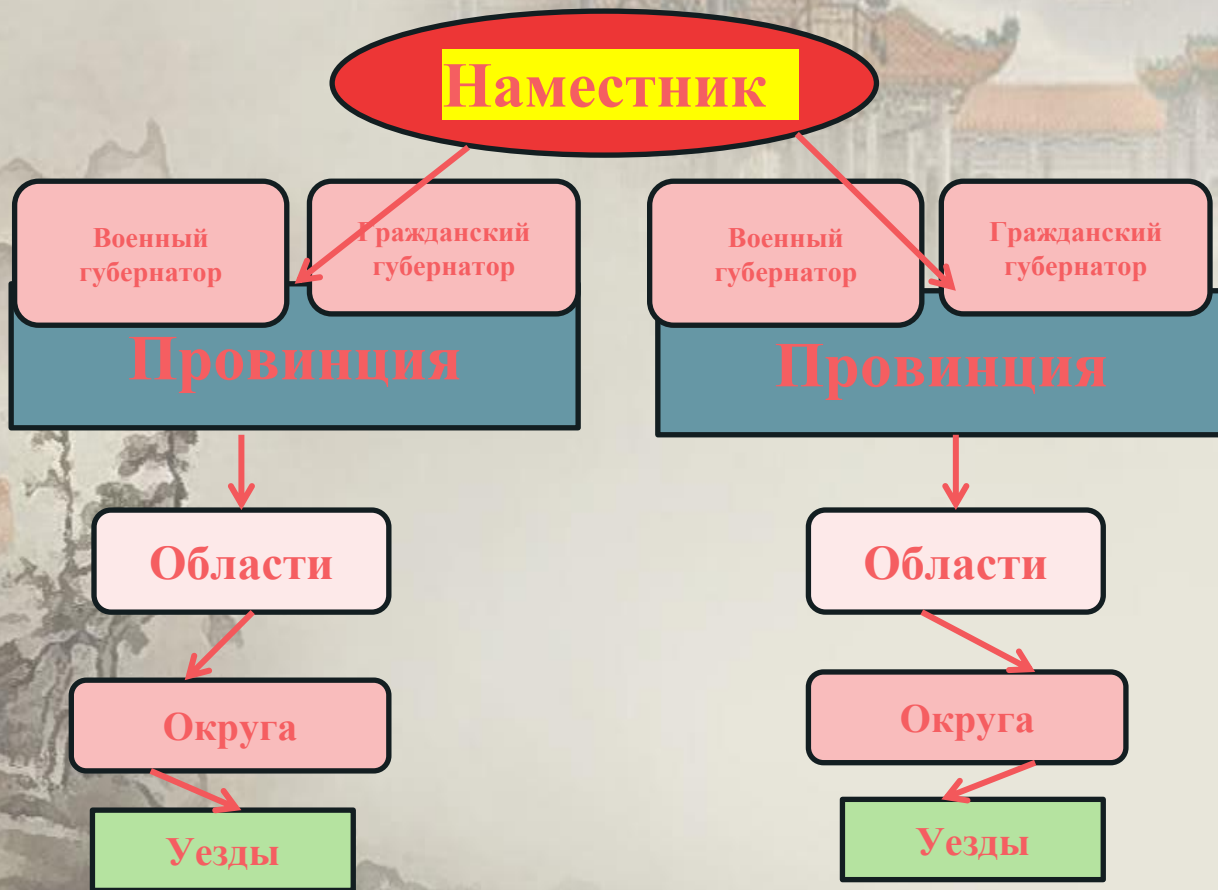 Наместник
Военный
губернатор
Гражданский
губернатор
Военный
губернатор
Гражданский
губернатор
Провинция
Провинция
Области
Области
Округа
Округа
Уезды
Уезды